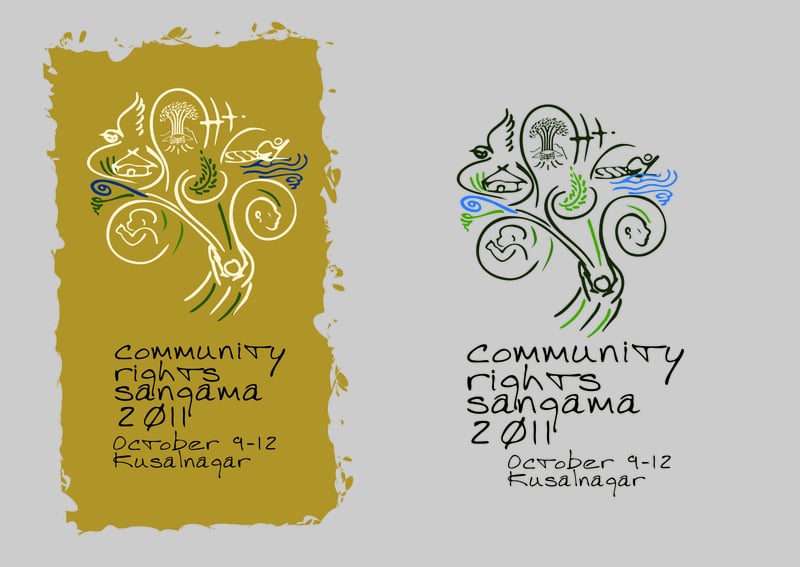 community
rights
sangama
2011
October 9-12
Kusalnagar
community
rights
sangama
2011
October 9-12
Kusalnagar